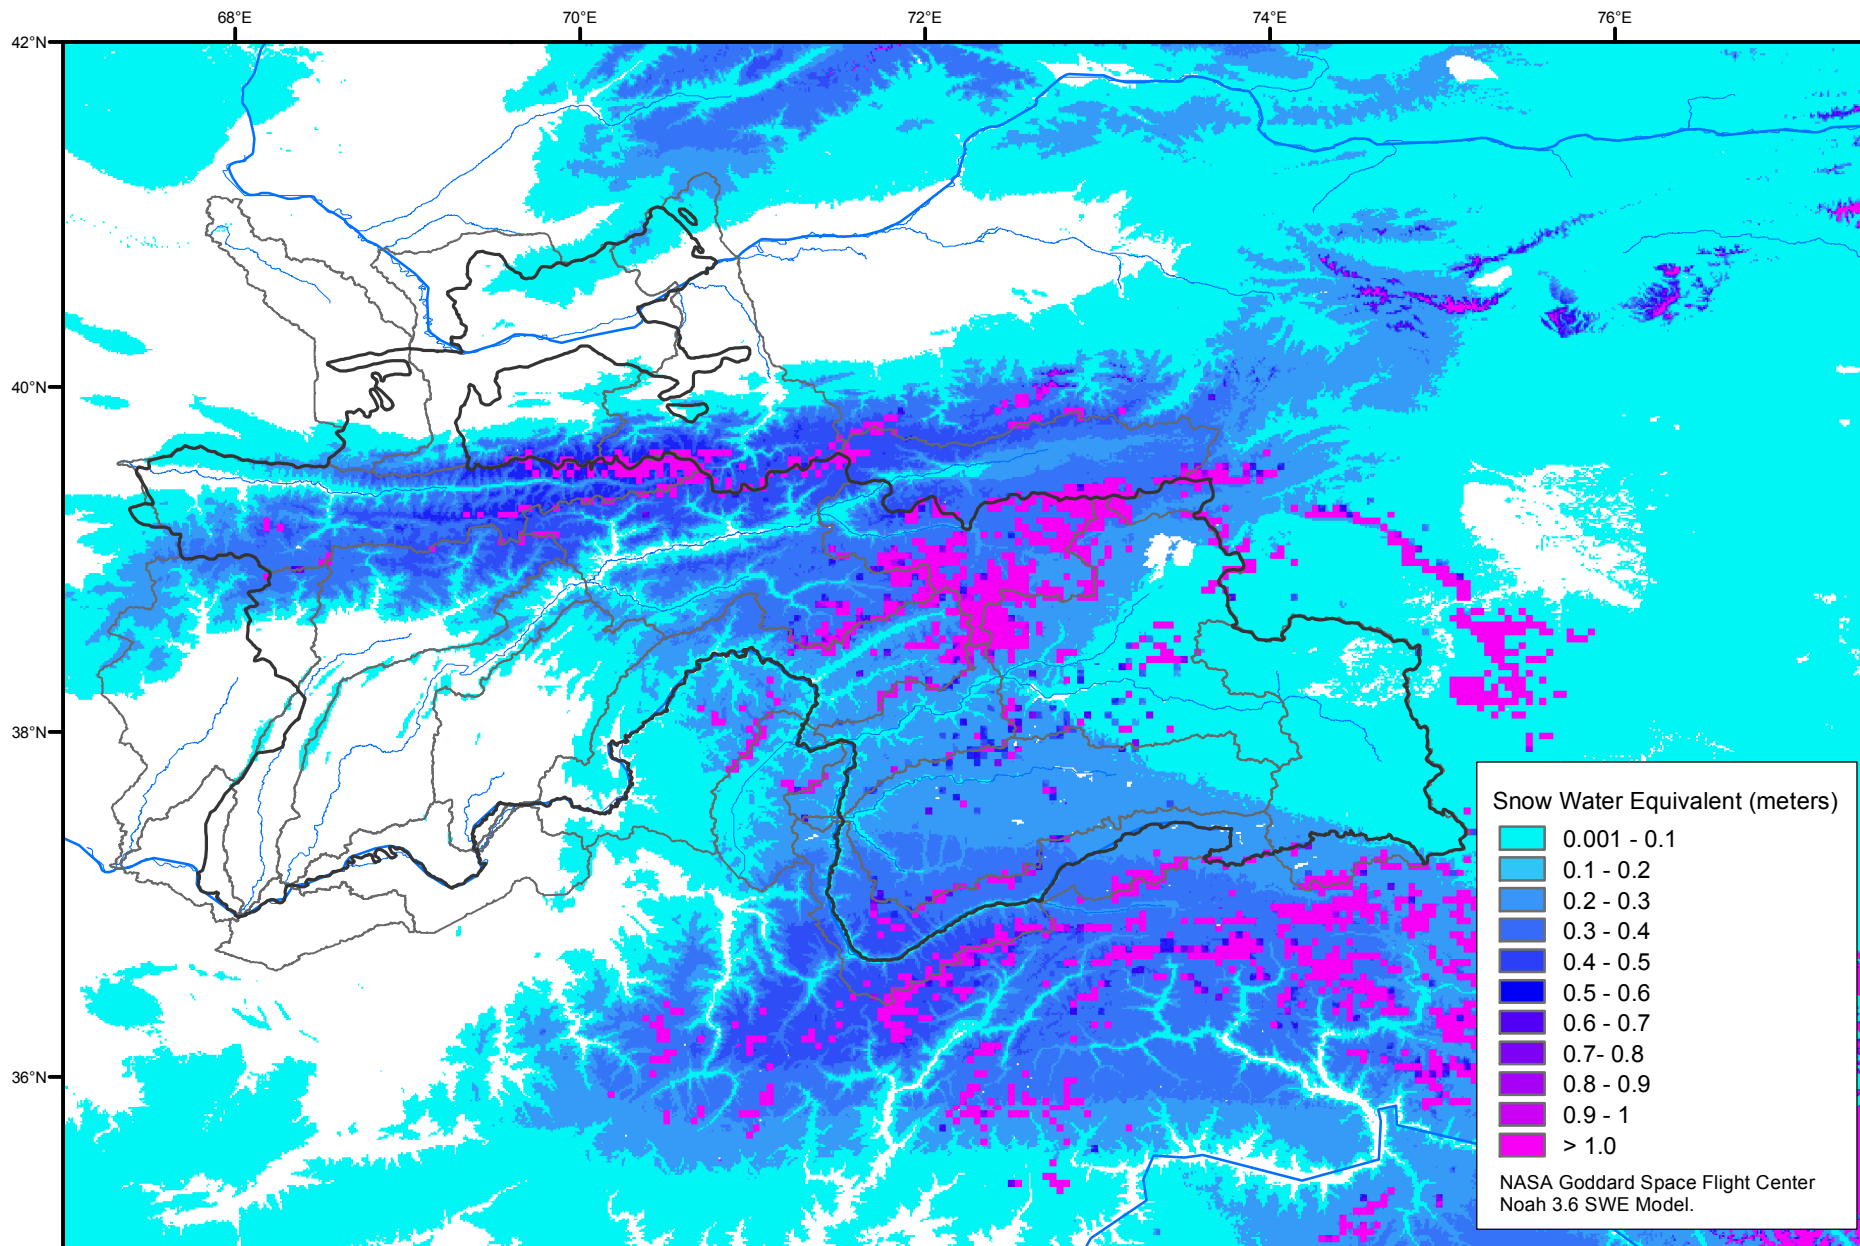 68°E 70°E 72°E 74°E 76°E
42°N
40°N
38°N
36°N
Snow Water Equivalent (meters)
0.001 - 0.1
0.1 - 0.2
0.2 - 0.3
0.3 - 0.4
0.4 - 0.5
0.5 - 0.6
0.6 - 0.7
0.7- 0.8
0.8 - 0.9
0.9 - 1
> 1.0
NASA Goddard Space Flight Center
Noah 3.6 SWE Model.